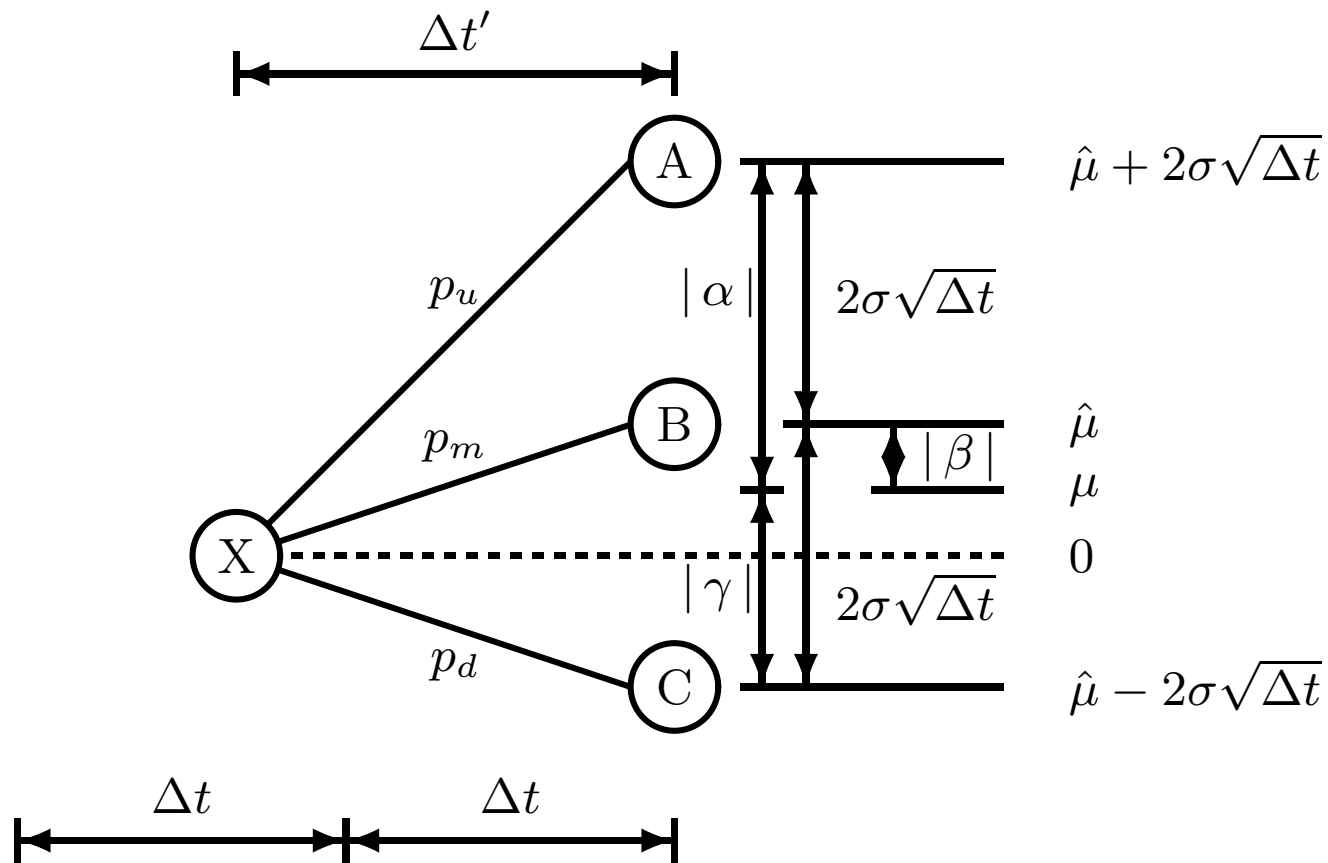 Δt′
A
μ̂ + 2σ√Δt
p_u
| α |
2σ√Δt
B
μ̂
p_m
| β |
μ
X
0
| γ |
2σ√Δt
p_d
C
μ̂ − 2σ√Δt
Δt
Δt